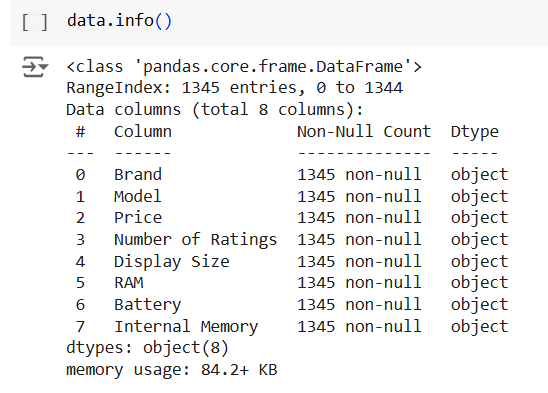 [ ] data.info()
<class 'pandas.core.frame.DataFrame'>
RangeIndex: 1345 entries, 0 to 1344
Data columns (total 8 columns):
 #   Column             Non-Null Count  Dtype
---  ------             --------------  -----
 0   Brand              1345 non-null   object
 1   Model              1345 non-null   object
 2   Price              1345 non-null   object
 3   Number of Ratings  1345 non-null   object
 4   Display Size       1345 non-null   object
 5   RAM                1345 non-null   object
 6   Battery            1345 non-null   object
 7   Internal Memory    1345 non-null   object
dtypes: object(8)
memory usage: 84.2+ KB